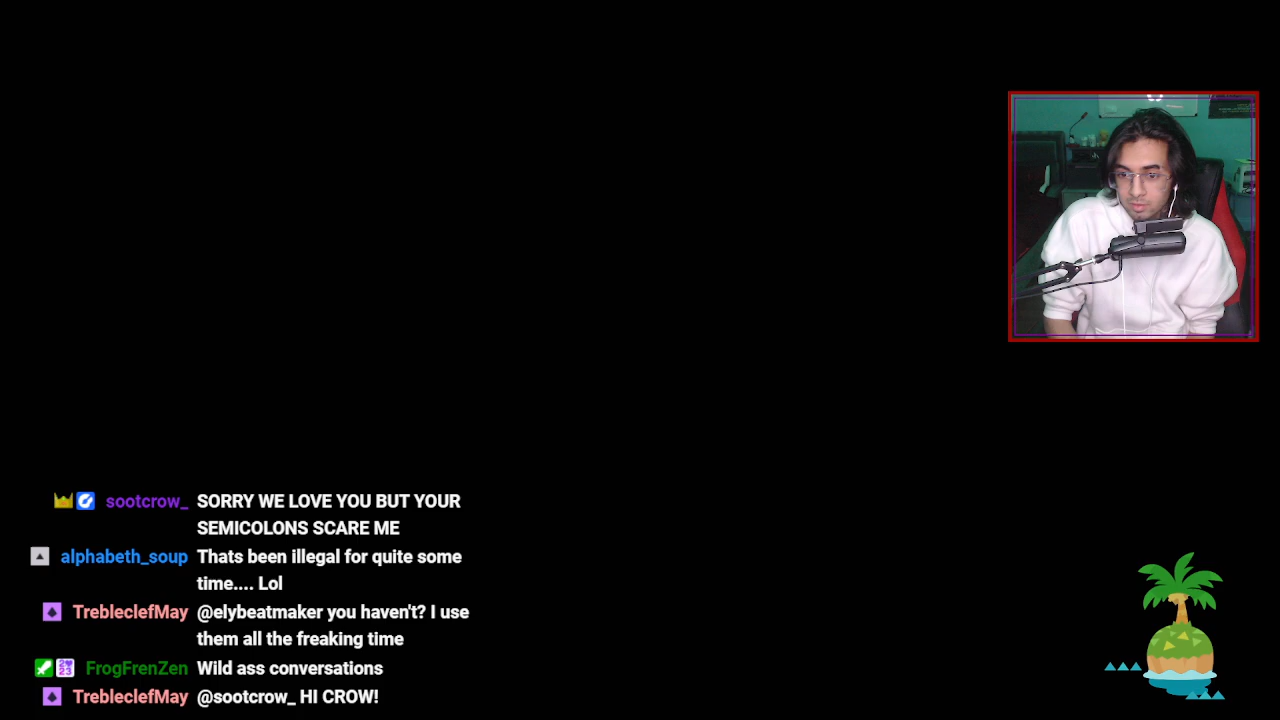 sootcrow_ SORRY WE LOVE YOU BUT YOUR
SEMICOLONS SCARE ME
alphabeth_soup Thats been illegal for quite some
time.... Lol
TrebleclefMay @elybeatmaker you haven't? I use
them all the freaking time
FrogFrenZen Wild ass conversations
TrebleclefMay @sootcrow_ HI CROW!